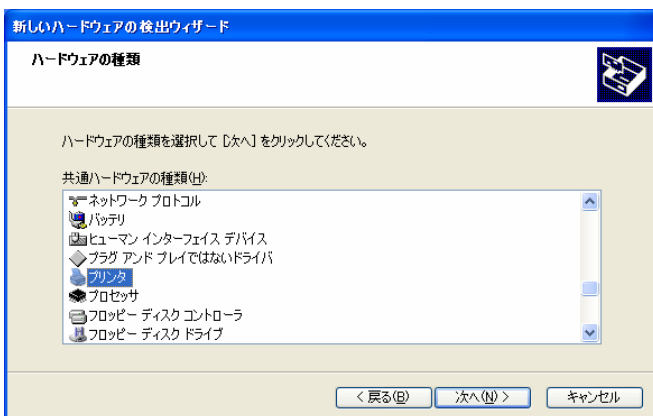 新しいハードウェアの検出ウィザード
ハードウェアの種類
ハードウェアの種類を選択して [次へ] をクリックしてください。
共通ハードウェアの種類(H):
ネットワーク プロトコル
バッテリ
ヒューマン インターフェイス デバイス
プラグ アンド プレイではないドライバ
プリンタ
プロセッサ
フロッピー ディスク コントローラ
フロッピー ディスク ドライブ
< 戻る(B) 次へ(N) > キャンセル